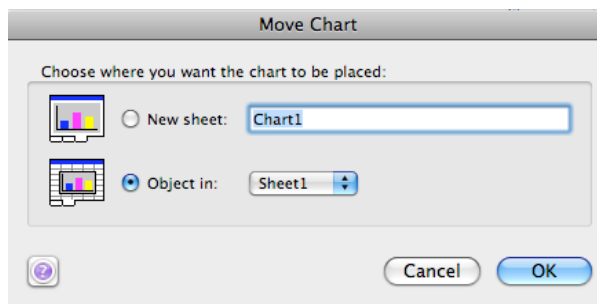 Move Chart
Choose where you want the chart to be placed:
New sheet: Chart1
Object in: Sheet1
? Cancel OK